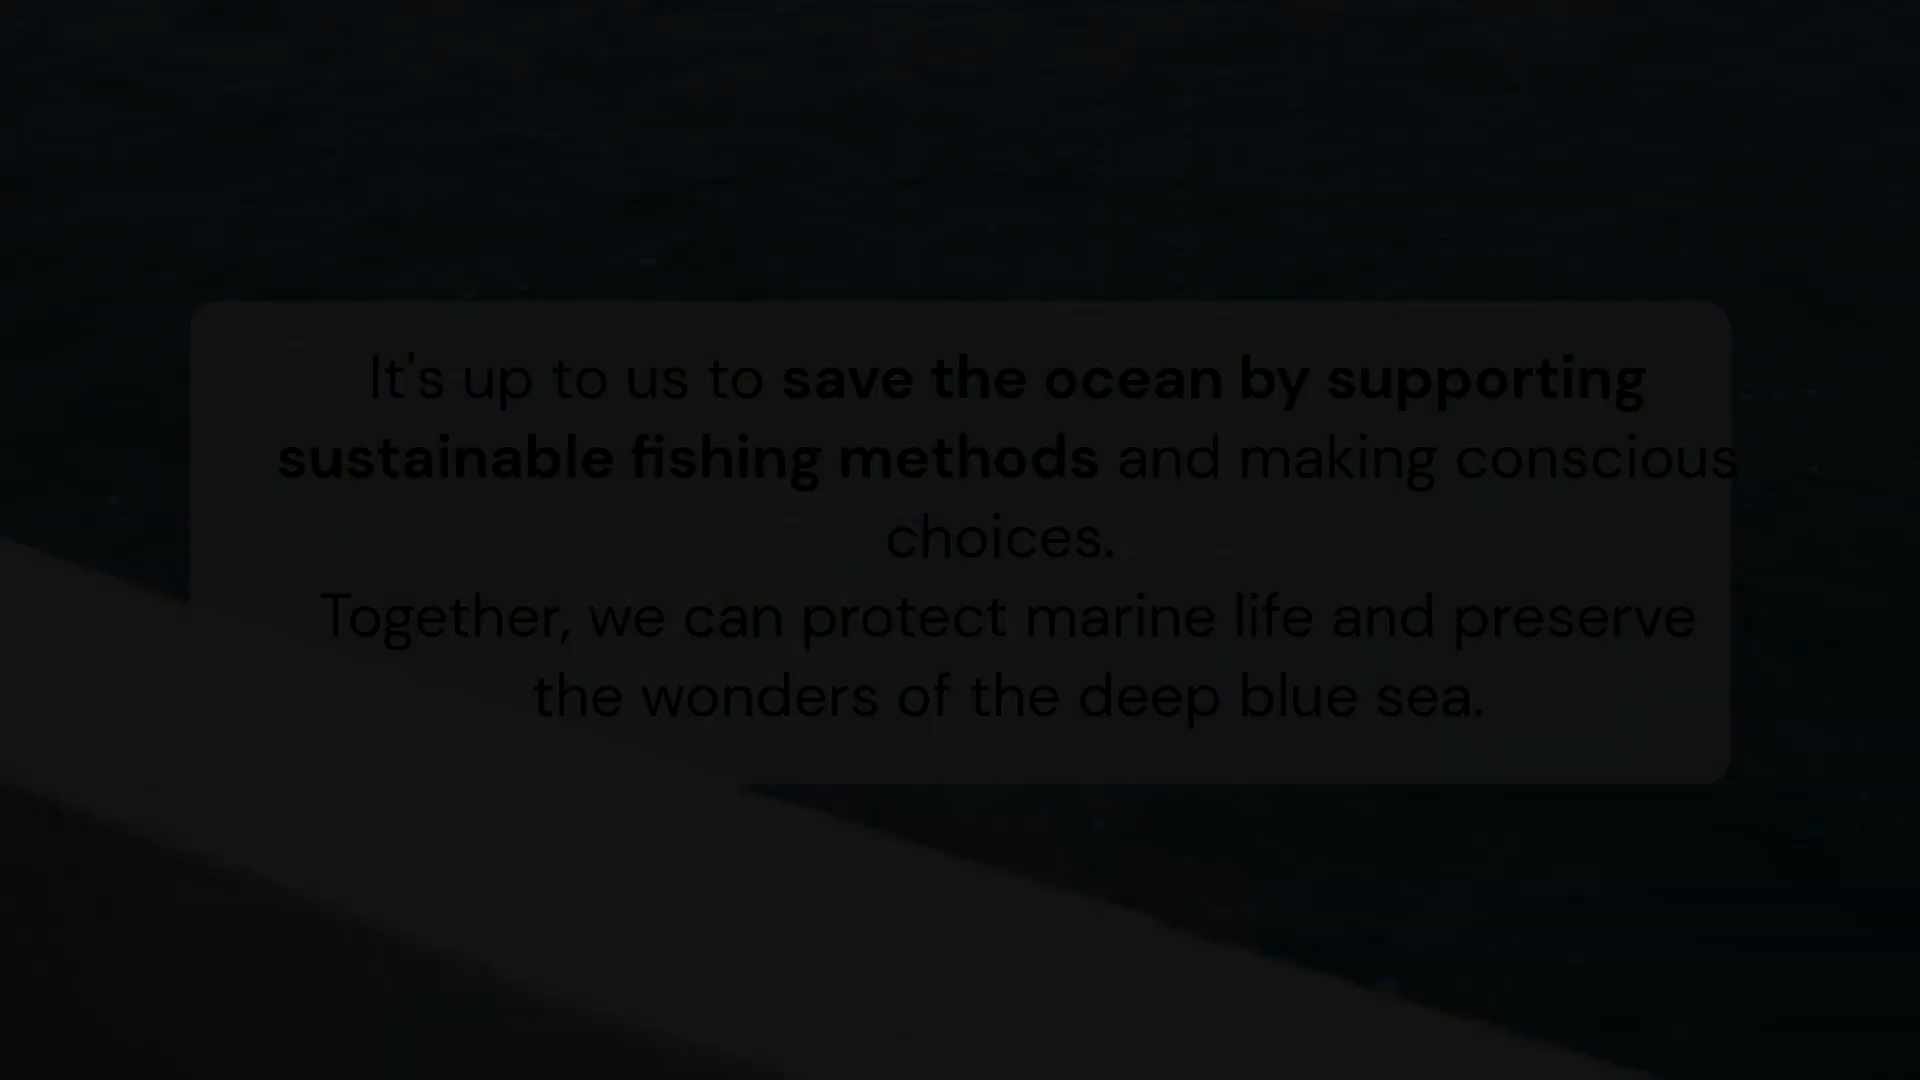 It's up to us to save the ocean by supporting
sustainable fishing methods and making conscious
choices.
Together, we can protect marine life and preserve
the wonders of the deep blue sea.